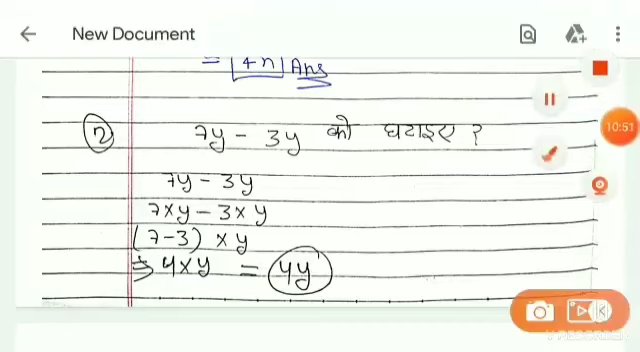 New Document
= 4n Ans
10:51
2 7y - 3y को घटाइए ?
7y - 3y
7×y - 3×y
(7-3) × y
⇒ 4×y = 4y
V RECORDER